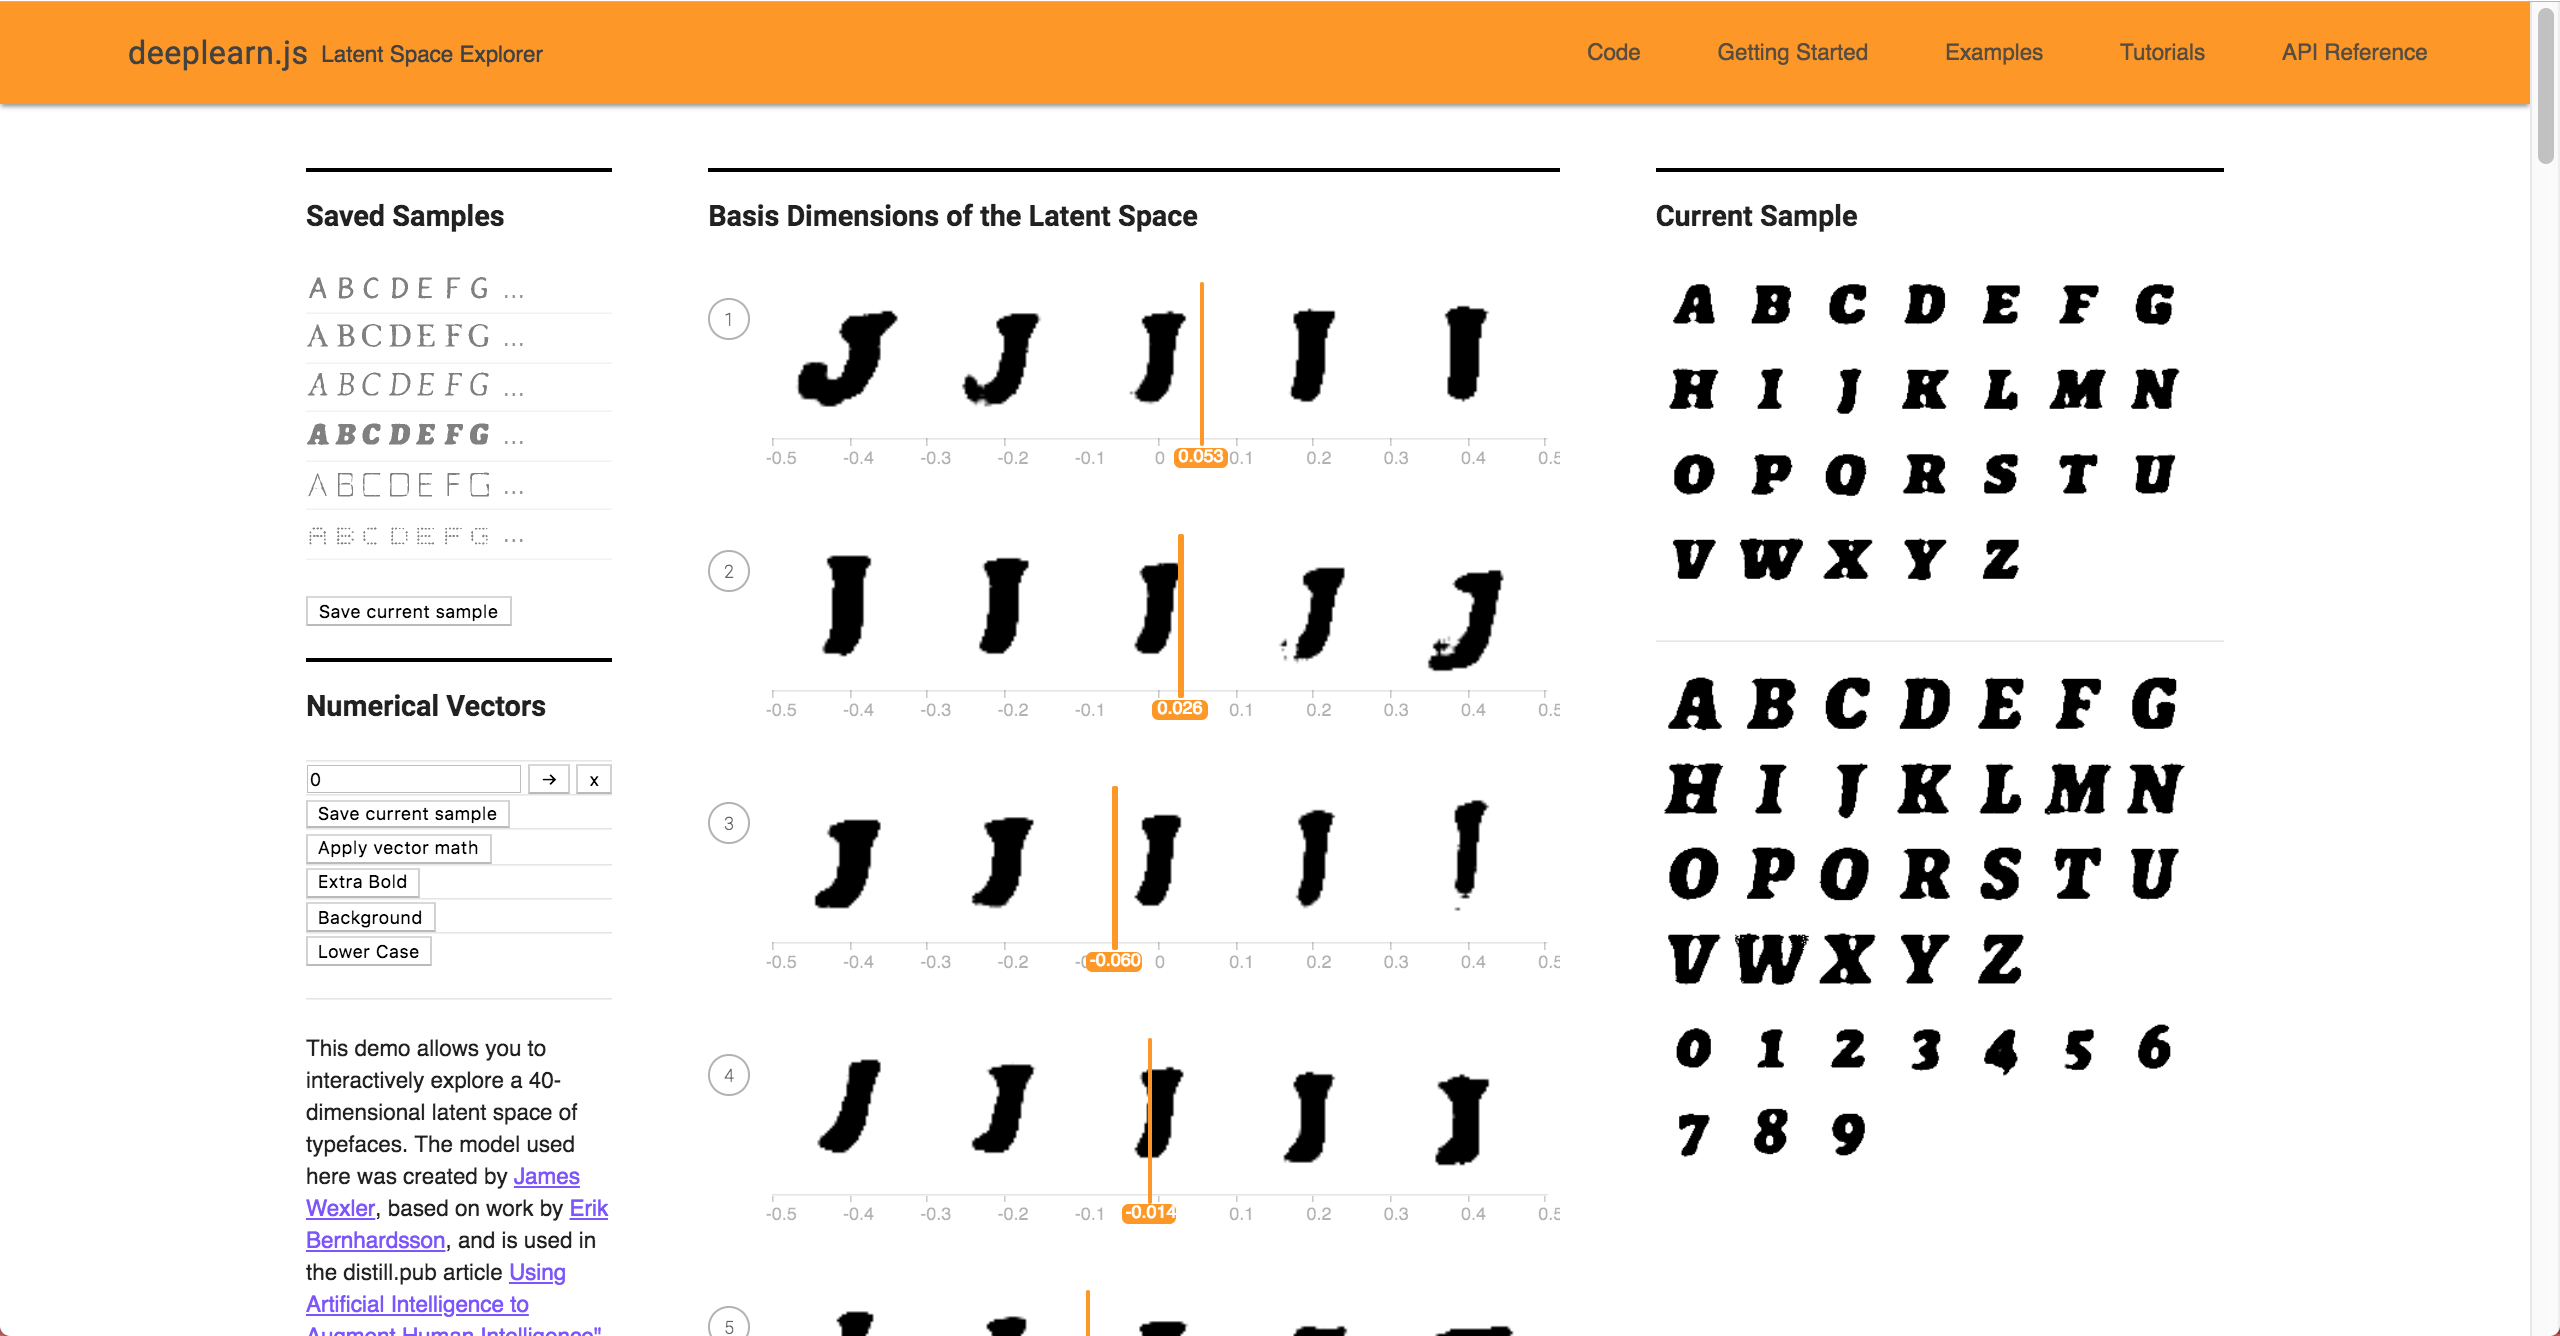 deeplearn.js Latent Space Explorer Code Getting Started Examples Tutorials API Reference
Saved Samples
A B C D E F G ...
A B C D E F G ...
A B C D E F G ...
A B C D E F G ...
A B C D E F G ...
A B C D E F G ...
Save current sample
Numerical Vectors
0 → x
Save current sample
Apply vector math
Extra Bold
Background
Lower Case
This demo allows you to
interactively explore a 40-
dimensional latent space of
typefaces. The model used
here was created by James
Wexler, based on work by Erik
Bernhardsson, and is used in
the distill.pub article Using
Artificial Intelligence to
Augment Human Intelligence"
Basis Dimensions of the Latent Space
1 J J J J J
-0.5 -0.4 -0.3 -0.2 -0.1 0 0.053 0.1 0.2 0.3 0.4 0.5
2 J J J J J
-0.5 -0.4 -0.3 -0.2 -0.1 0.026 0.1 0.2 0.3 0.4 0.5
3 J J J J J
-0.5 -0.4 -0.3 -0.2 -0.060 0 0.1 0.2 0.3 0.4 0.5
4 J J J J J
-0.5 -0.4 -0.3 -0.2 -0.1 -0.014 0.1 0.2 0.3 0.4 0.5
5
Current Sample
A B C D E F G
H I J K L M N
O P Q R S T U
V W X Y Z
A B C D E F G
H I J K L M N
O P Q R S T U
V W X Y Z
0 1 2 3 4 5 6
7 8 9